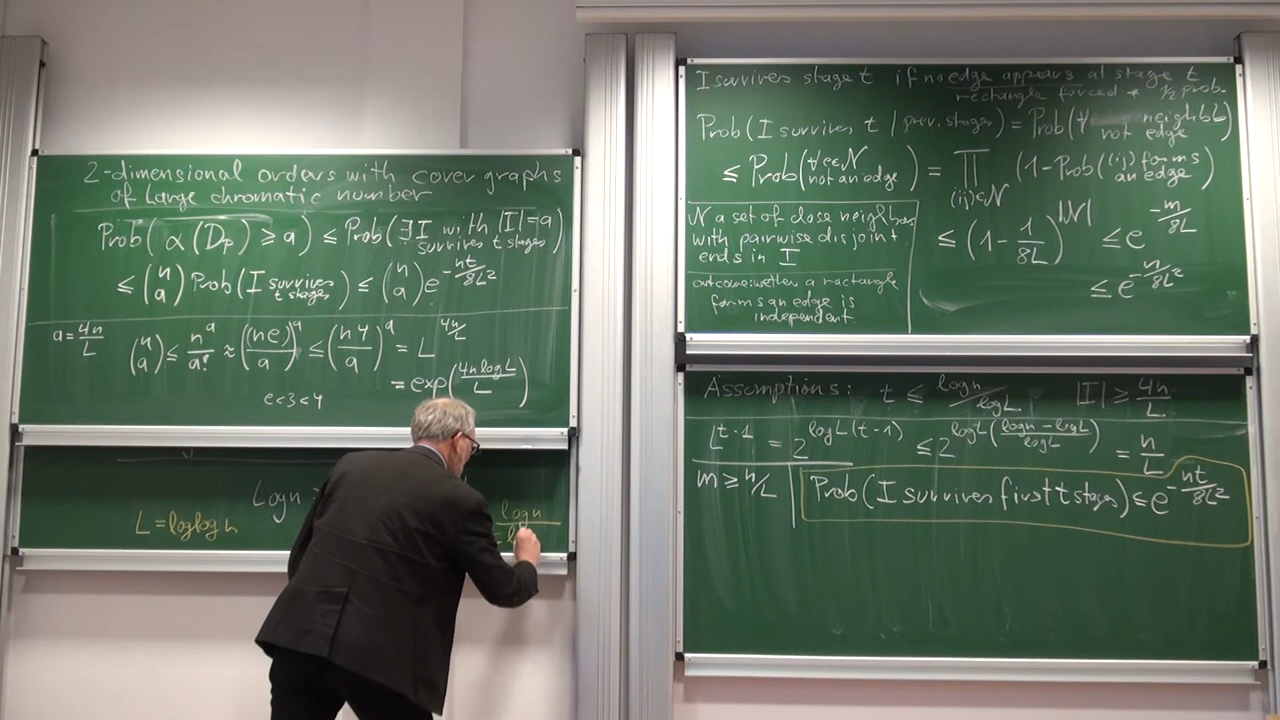 2-dimensional orders with cover graphs
of Large chromatic number
Prob(α(D_P) ≥ a) ≤ Prob(∃I with |I|=a survives t stages)
≤ (n a) Prob(I survives t stages) ≤ (n a) e^{-nt/8L²}
a = 4n/L
(n a) ≤ n^a/a! ≈ ((ne)/a)^a ≤ (n4/a)^a = L^{4n/L}
= exp(4n log L/L)
e<3<4
Log n
L = loglog n
log n
I survives stage t if no edge appears at stage t
rectangle forced 1/2 prob.
Prob(I survives t | prev. stages) = Prob(∀ neighb L not edge)
≤ Prob(∀e∈N not an edge) = ∏_{(ij)∈N} (1-Prob((ij) forms an edge))
≤ (1 - 1/8L)^{|N|} ≤ e^{-m/8L}
≤ e^{-n/8L²}
N a set of close neighbors
with pairwise disjoint
ends in I
outcome: wether a ractangle
forms an edge is
independent.
Assumptions: t ≤ log n/log L |I| ≥ 4n/L
L^{t-1} = 2^{log L(t-1)} ≤ 2^{log L((log n - log L)/log L)} = n/L
m ≥ n/L
Prob(I survives first t stages) ≤ e^{-nt/8L²}